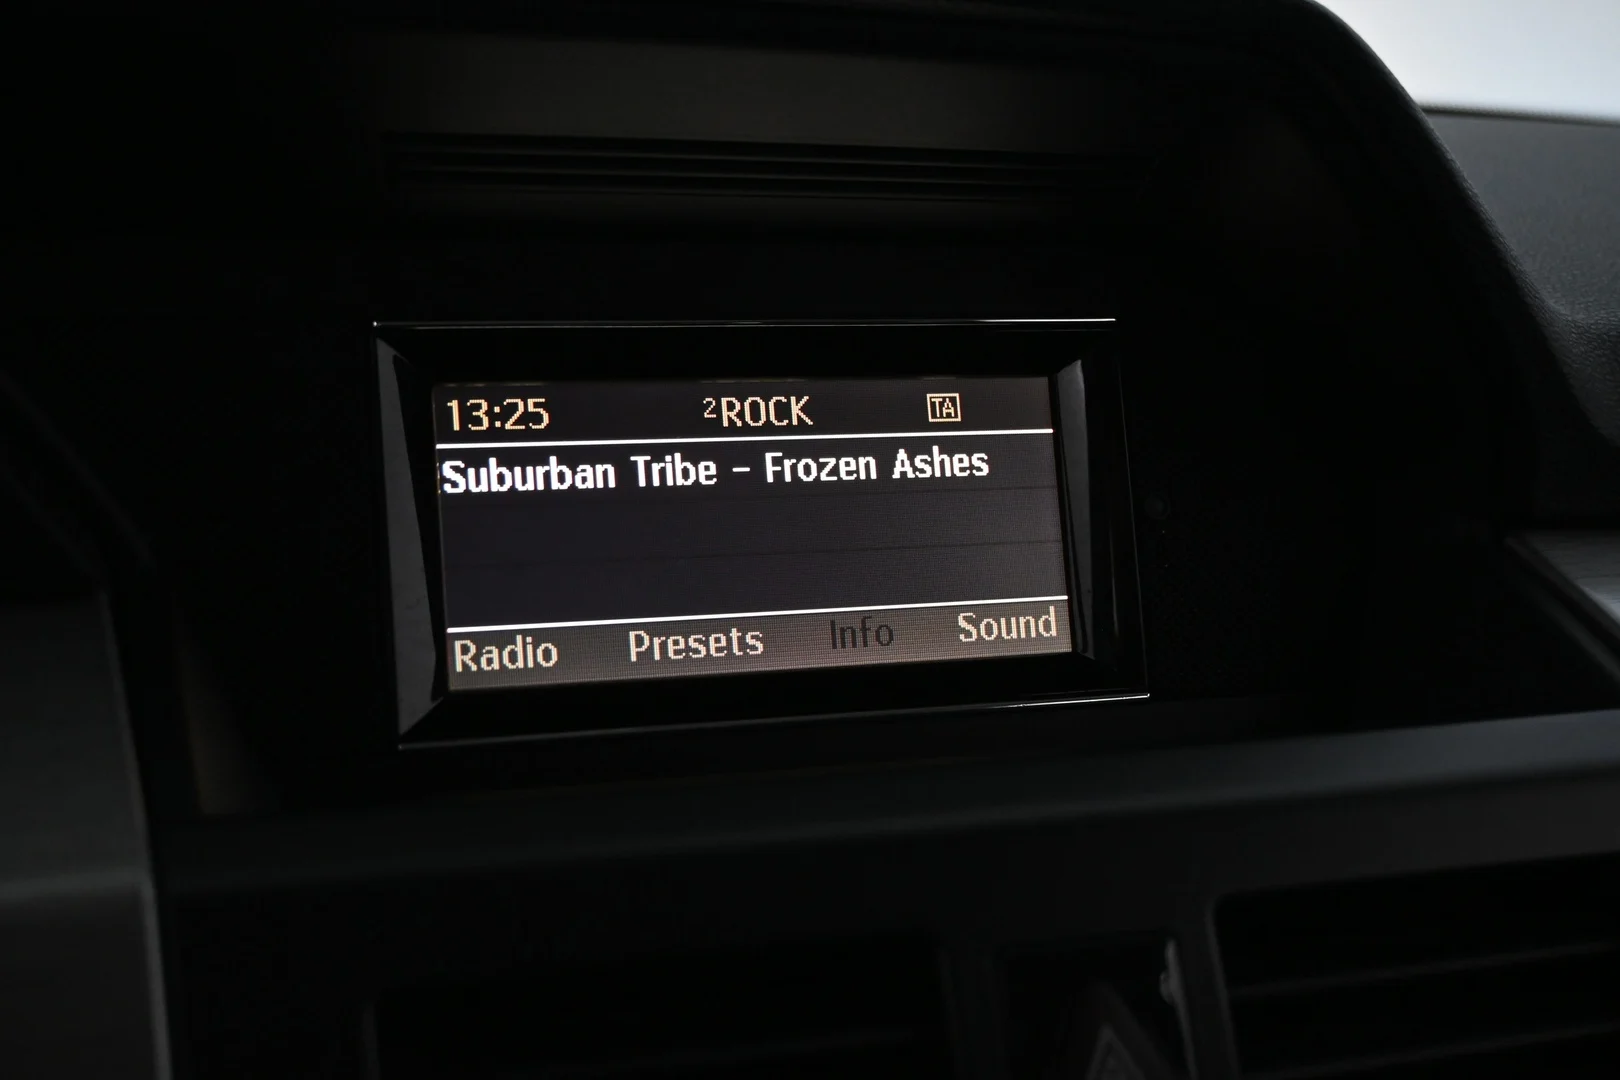 13:25 ²ROCK TA
Suburban Tribe - Frozen Ashes
Radio Presets Info Sound